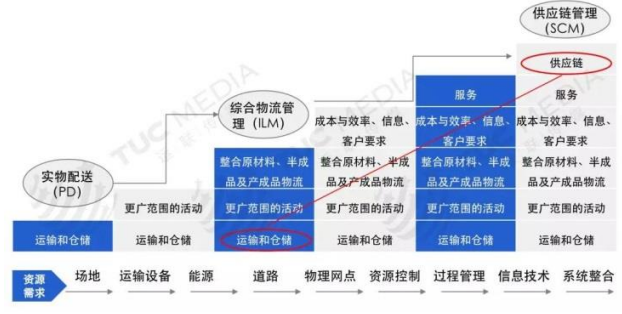 供应链管理
(SCM)
供应链
综合物流管
理（ILM）
服务
服务
成本与效率、信息、
客户要求
成本与效率、信息、
客户要求
成本与效率、信息、
客户要求
实物配送
(PD)
整合原材料、半成
品及产成品物流
整合原材料、半成
品及产成品物流
整合原材料、半成
品及产成品物流
整合原材料、半成
品及产成品物流
更广范围的活动
更广范围的活动
更广范围的活动
更广范围的活动
更广范围的活动
运输和仓储
运输和仓储
运输和仓储
运输和仓储
运输和仓储
运输和仓储
资源
需求
场地
运输设备
能源
道路
物理网点
资源控制
过程管理
信息技术
系统整合
TUC MEDIA